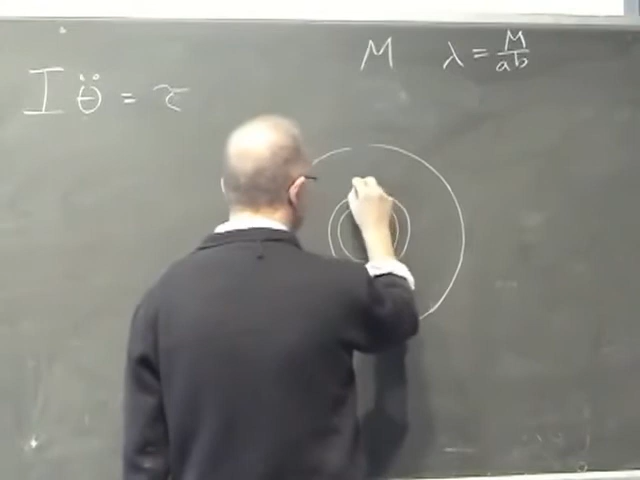 M λ = M/ab
I θ̈ = τ